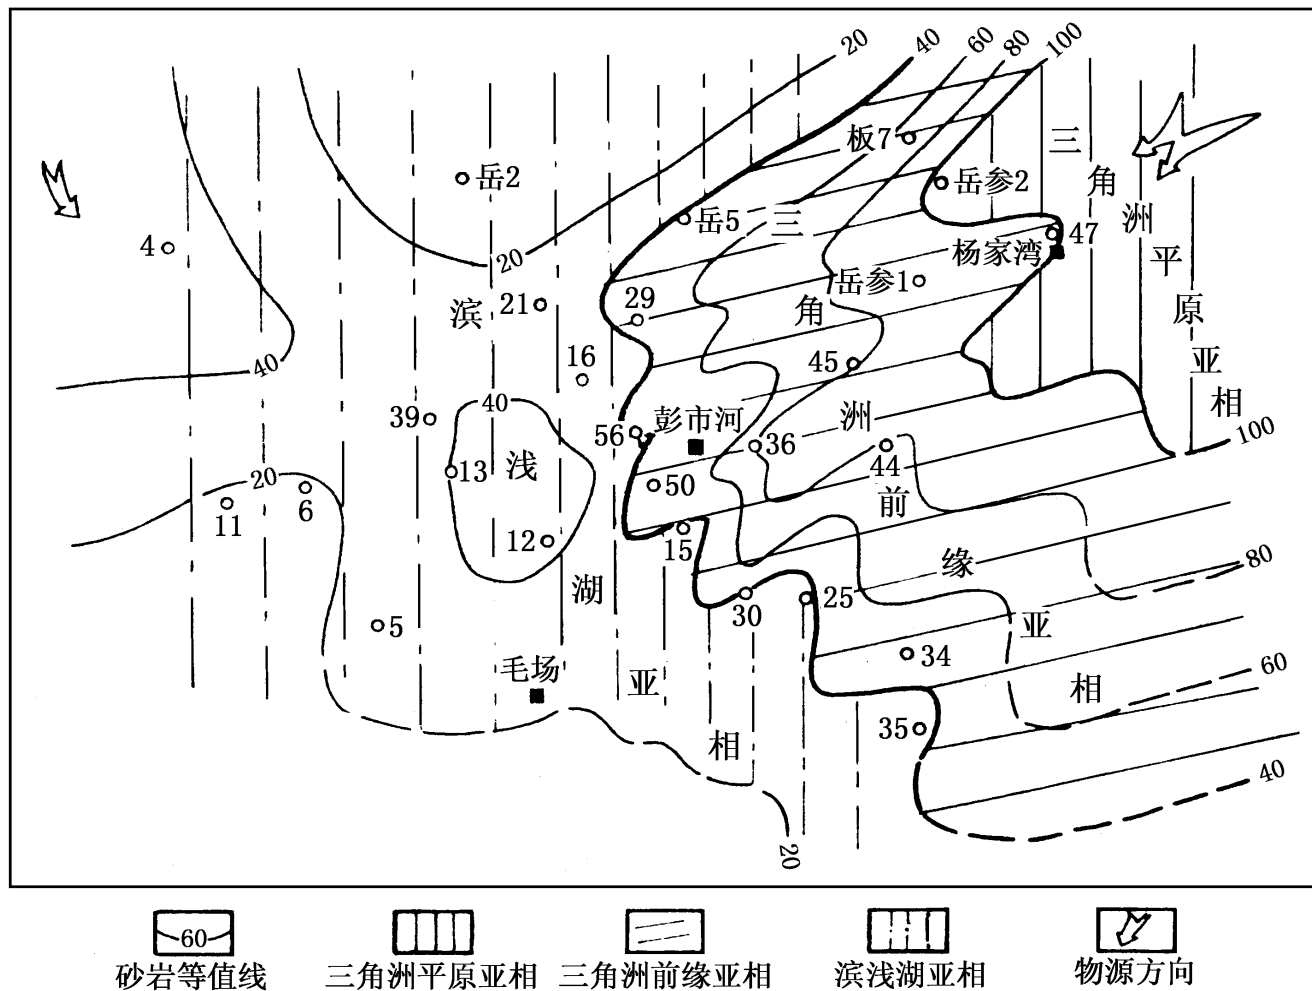 20
40
60
80
100
板7
三角洲平原亚相
岳2
岳参2
岳5
47
杨家湾
4
20
岳参1
21
29
滨浅湖亚相
三角洲前缘亚相
16
45
40
40
39
56
彭市河
36
44
100
13
20
6
11
50
12
15
80
30
25
5
34
毛场
60
35
40
20
60
砂岩等值线
三角洲平原亚相
三角洲前缘亚相
滨浅湖亚相
物源方向